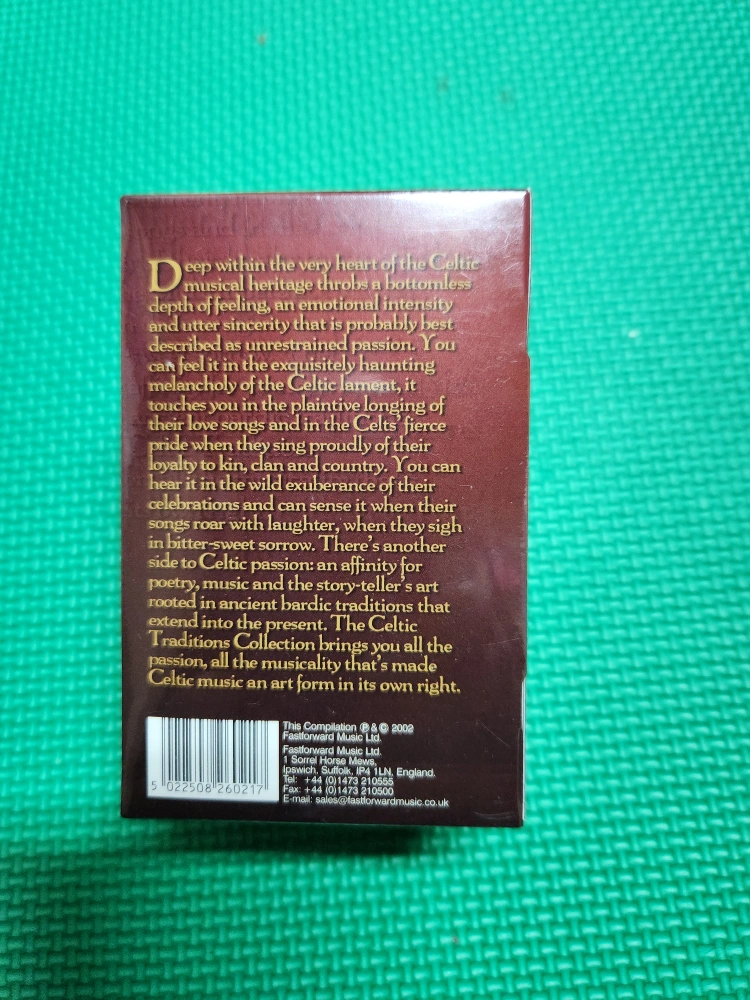 Deep within the very heart of the Celtic
musical heritage throbs a bottomless
depth of feeling, an emotional intensity
and utter sincerity that is probably best
described as unrestrained passion. You
can feel it in the exquisitely haunting
melancholy of the Celtic lament, it
touches you in the plaintive longing of
their love songs and in the Celts' fierce
pride when they sing proudly of their
loyalty to kin, clan and country. You can
hear it in the wild exuberance of their
celebrations and can sense it when their
songs roar with laughter, when they sigh
in bitter-sweet sorrow. There's another
side to Celtic passion: an affinity for
poetry, music and the story-teller's art
rooted in ancient bardic traditions that
extend into the present. The Celtic
Traditions Collection brings you all the
passion, all the musicality that's made
Celtic music an art form in its own right.
This Compilation ℗ & © 2002
Fastforward Music Ltd.
Fastforward Music Ltd.
1 Sorrel Horse Mews,
Ipswich, Suffolk, IP4 1LN, England.
Tel: +44 (0)1473 210555
Fax: +44 (0)1473 210500
E-mail: sales@fastforwardmusic.co.uk
5 022508 260217